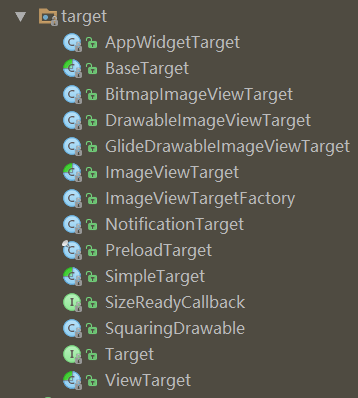 target
AppWidgetTarget
BaseTarget
BitmapImageViewTarget
DrawableImageViewTarget
GlideDrawableImageViewTarget
ImageViewTarget
ImageViewTargetFactory
NotificationTarget
PreloadTarget
SimpleTarget
SizeReadyCallback
SquaringDrawable
Target
ViewTarget